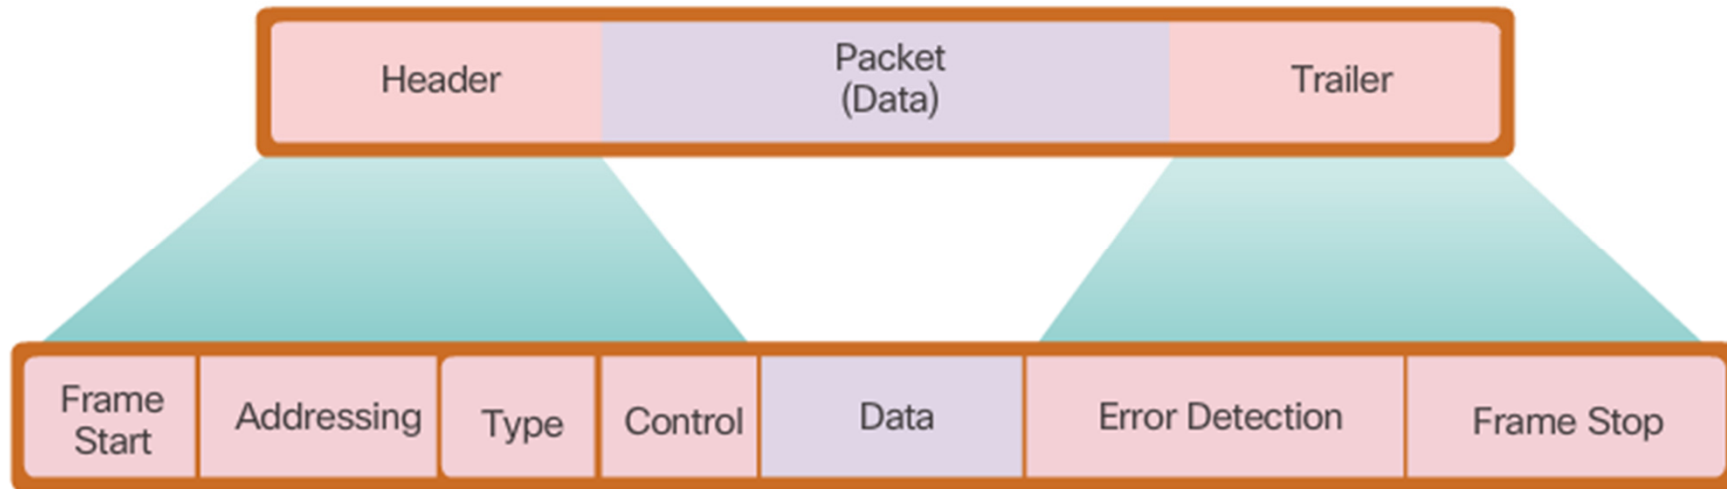 Header
Packet
(Data)
Trailer
Frame
Start
Addressing
Type
Control
Data
Error Detection
Frame Stop